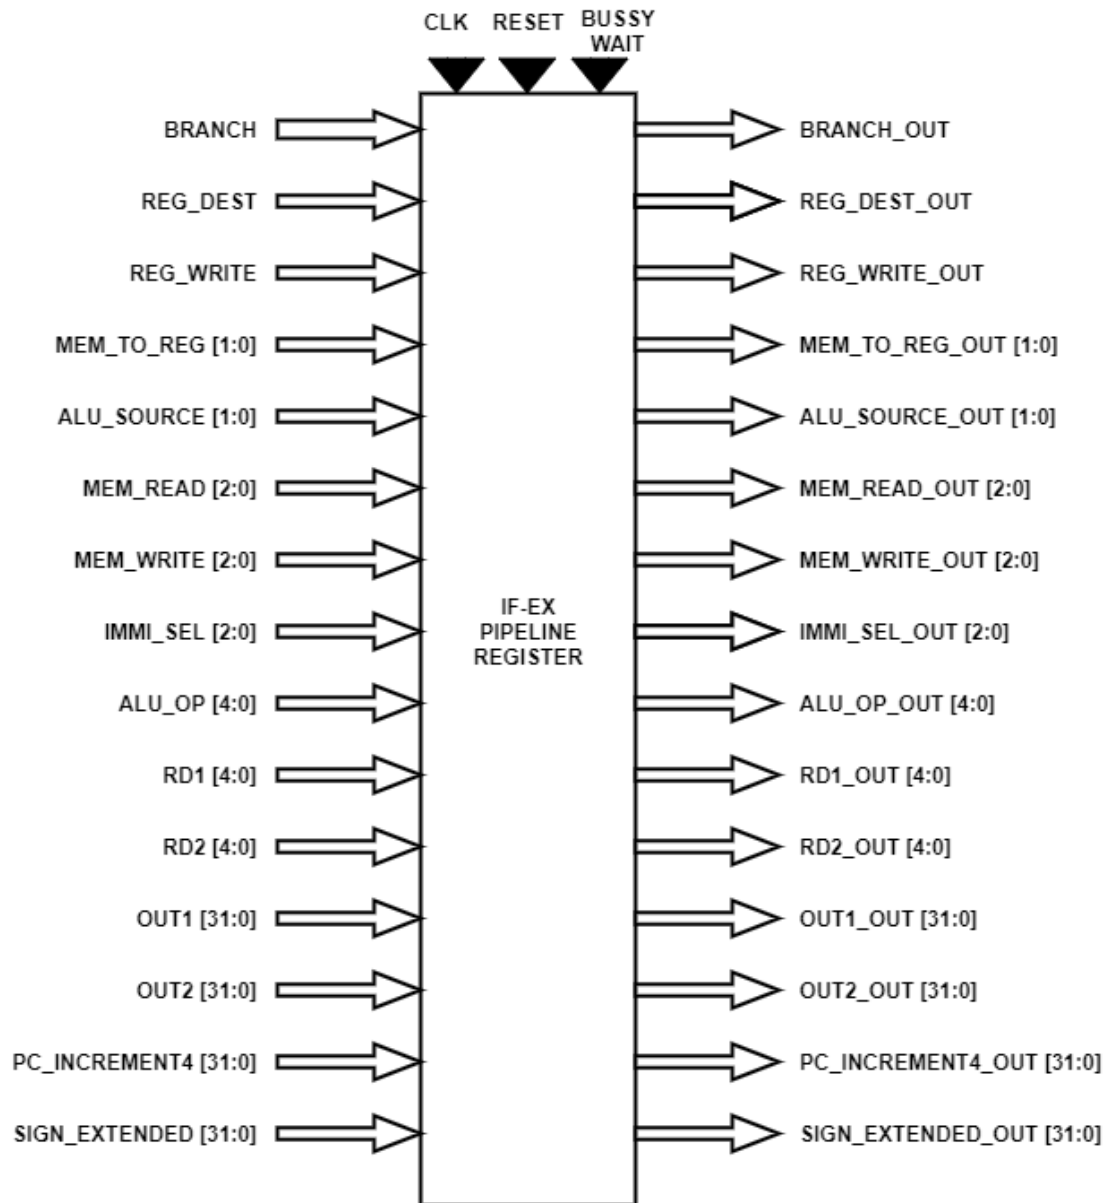 CLK RESET BUSSY
WAIT
BRANCH BRANCH_OUT
REG_DEST REG_DEST_OUT
REG_WRITE REG_WRITE_OUT
MEM_TO_REG [1:0] MEM_TO_REG_OUT [1:0]
ALU_SOURCE [1:0] ALU_SOURCE_OUT [1:0]
MEM_READ [2:0] MEM_READ_OUT [2:0]
MEM_WRITE [2:0] MEM_WRITE_OUT [2:0]
IF-EX
PIPELINE
REGISTER
IMMI_SEL [2:0] IMMI_SEL_OUT [2:0]
ALU_OP [4:0] ALU_OP_OUT [4:0]
RD1 [4:0] RD1_OUT [4:0]
RD2 [4:0] RD2_OUT [4:0]
OUT1 [31:0] OUT1_OUT [31:0]
OUT2 [31:0] OUT2_OUT [31:0]
PC_INCREMENT4 [31:0] PC_INCREMENT4_OUT [31:0]
SIGN_EXTENDED [31:0] SIGN_EXTENDED_OUT [31:0]